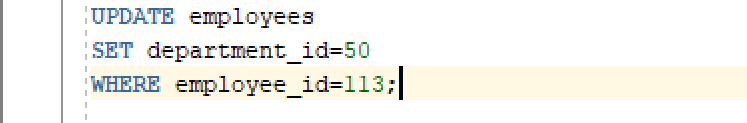 UPDATE employees
SET department_id=50
WHERE employee_id=113;